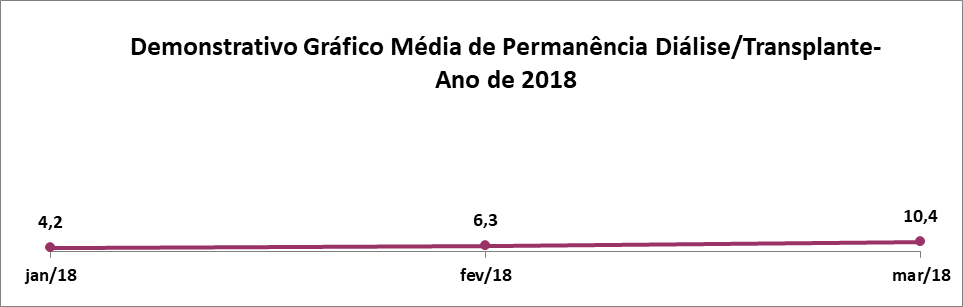 Demonstrativo Gráfico Média de Permanência Diálise/Transplante-
Ano de 2018
4,2
6,3
10,4
jan/18
fev/18
mar/18